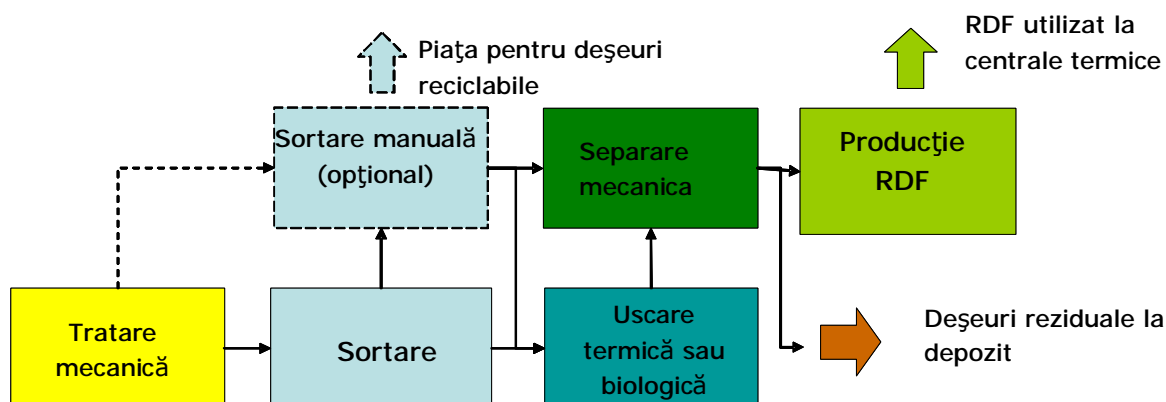 Piaţa pentru deşeuri
reciclabile
RDF utilizat la
centrale termice
Sortare manuală
(opţional)
Separare
mecanica
Producţie
RDF
Tratare
mecanică
Sortare
Uscare
termică sau
biologică
Deşeuri reziduale la
depozit